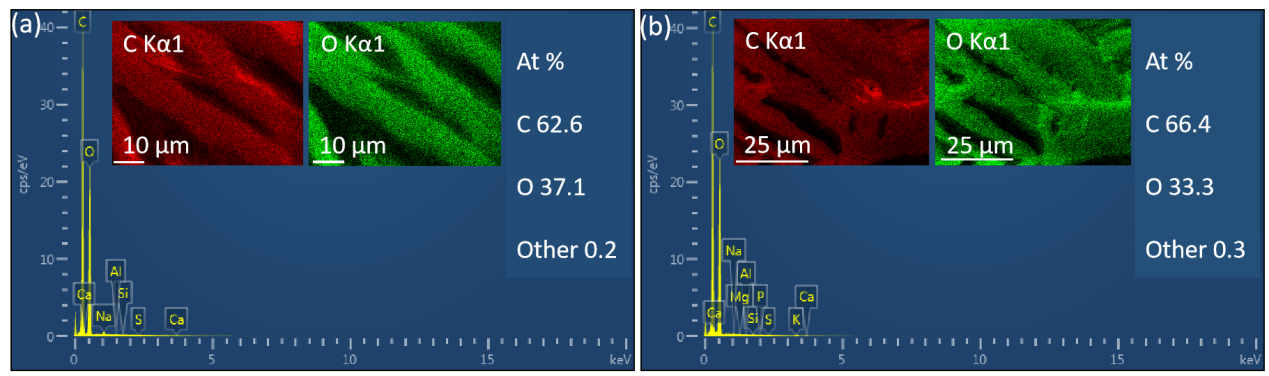 (a)
C Kα1
10 µm
O Kα1
10 µm
At %
C 62.6
O 37.1
Other 0.2
cps/eV
40
30
20
10
0
C
O
Ca
Na
Al
Si
S
Ca
0
5
10
15
keV
(b)
C Kα1
25 µm
O Kα1
25 µm
At %
C 66.4
O 33.3
Other 0.3
cps/eV
40
30
20
10
0
C
O
Na
Al
Mg
P
Ca
Ca
Si
S
K
0
5
10
15
keV